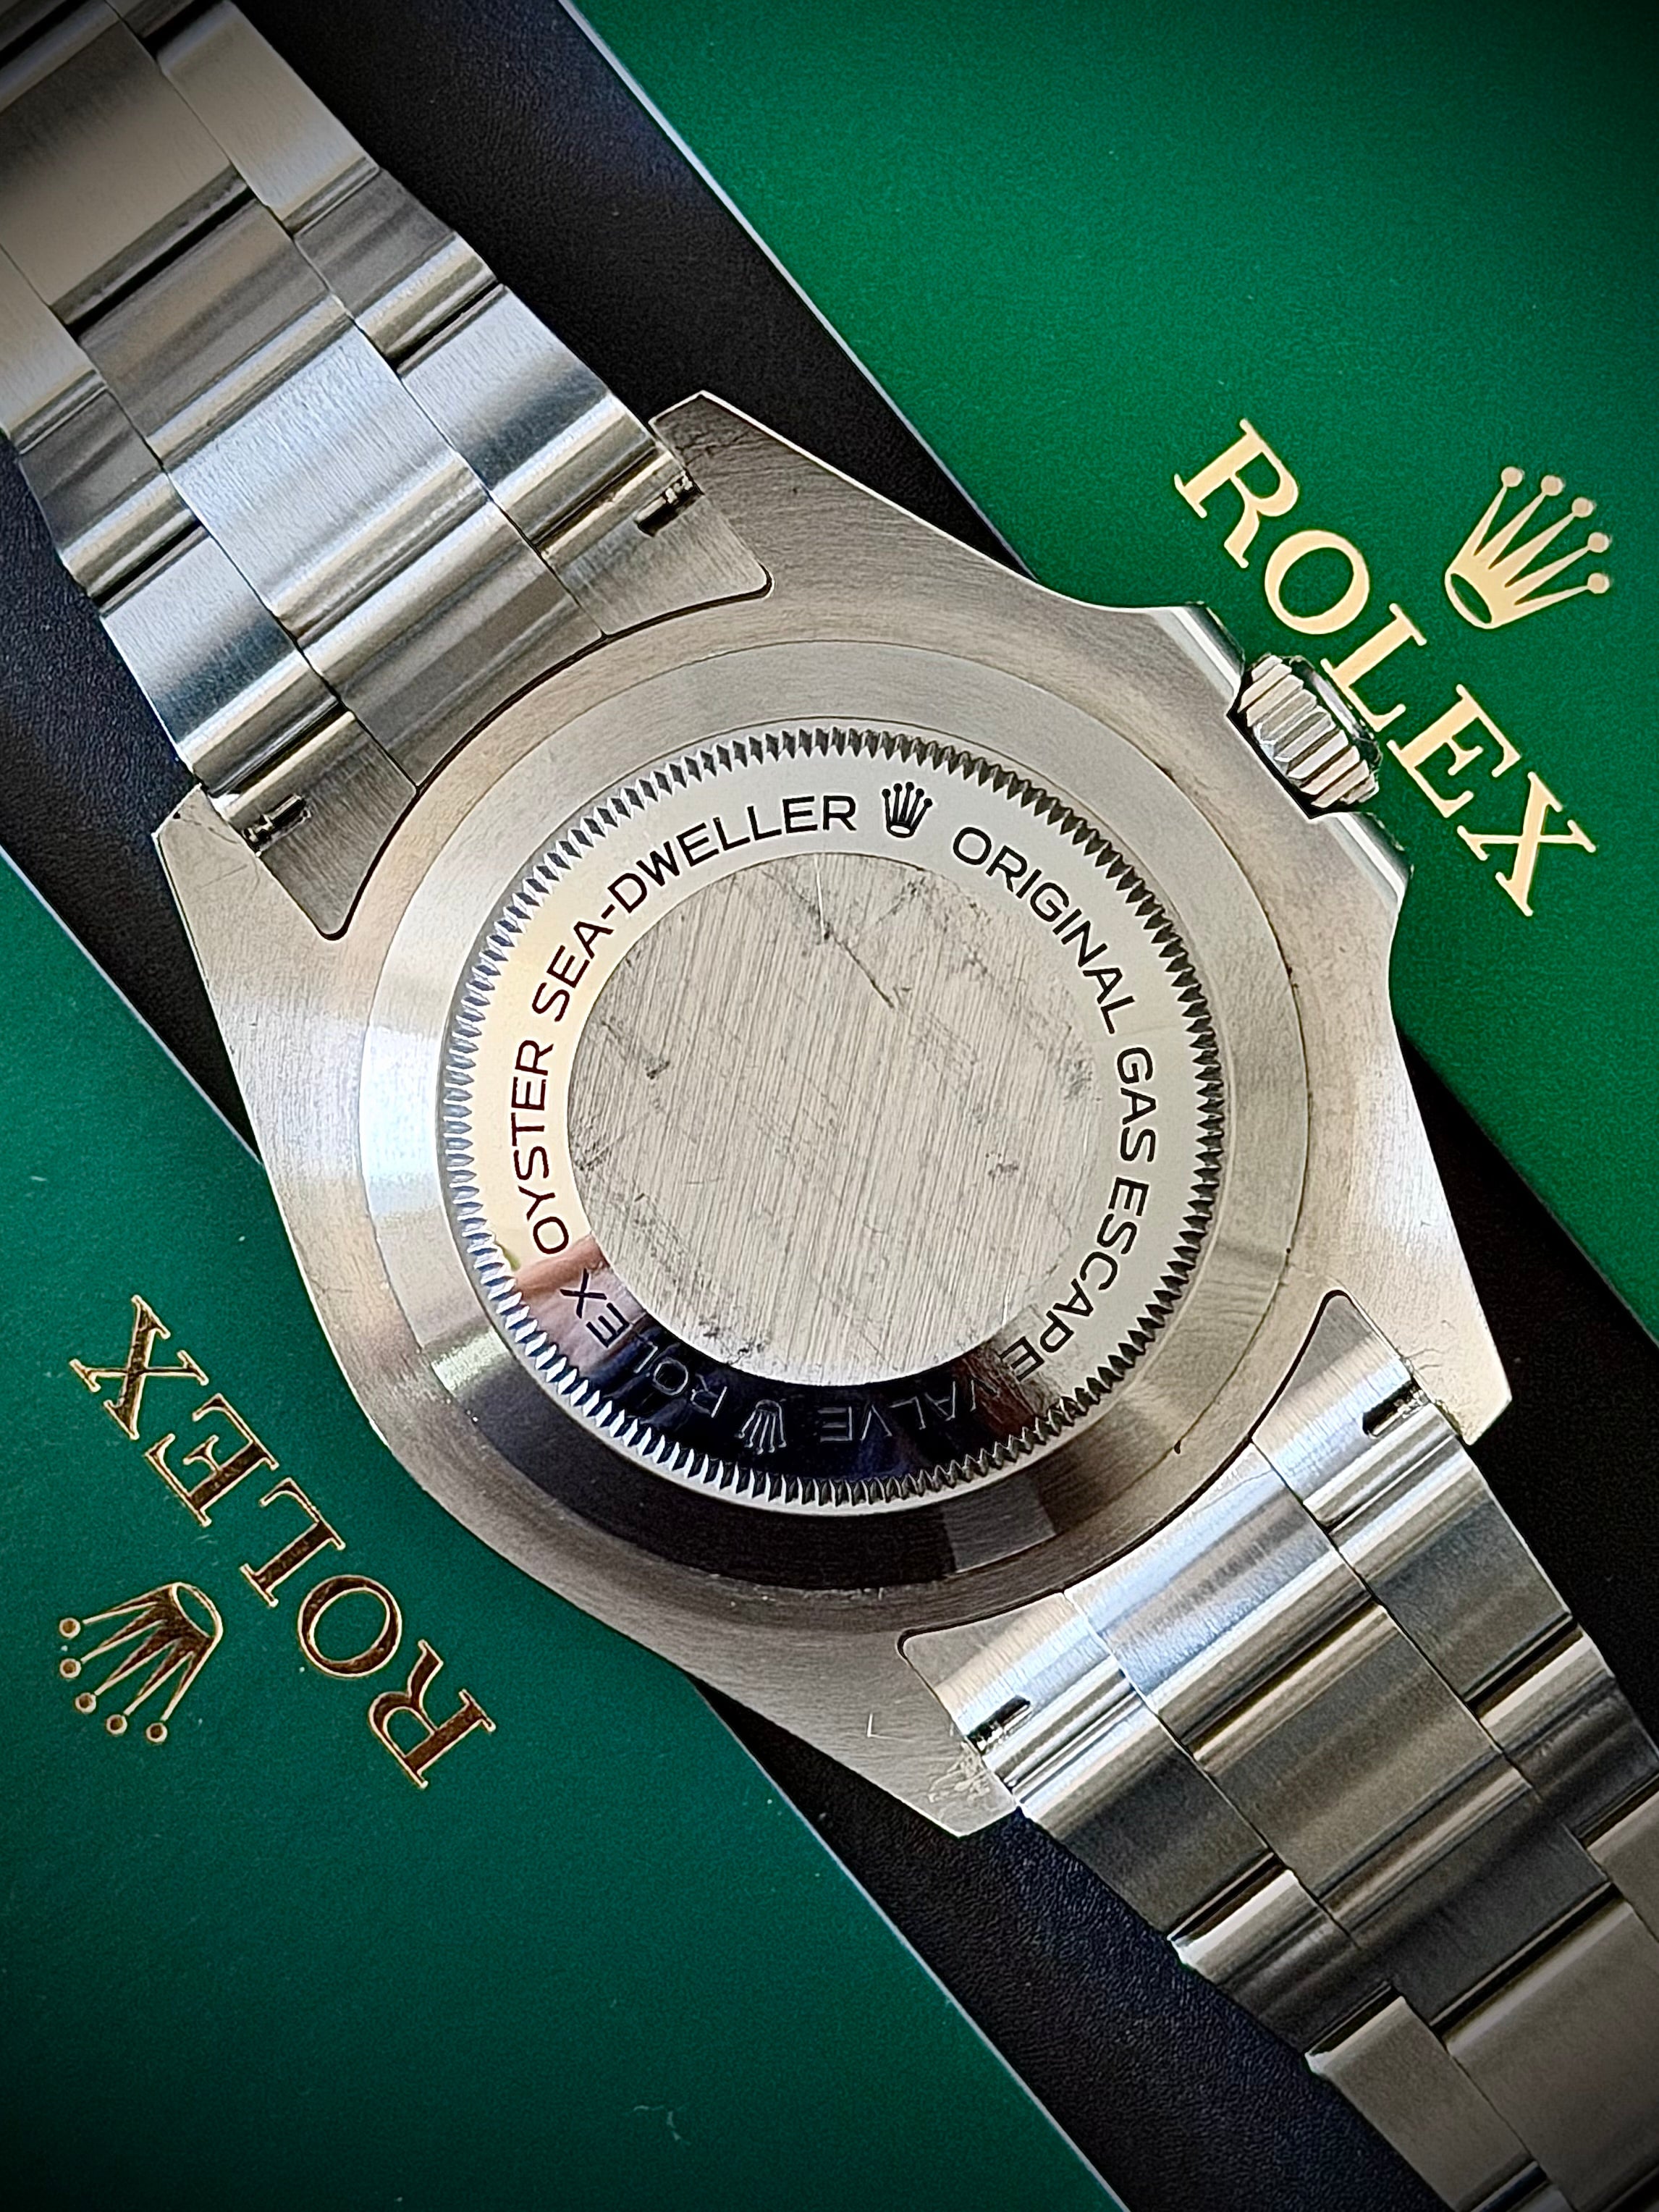 ROLEX
OYSTER SEA-DWELLER ORIGINAL GAS ESCAPE VALVE ROLEX
ROLEX